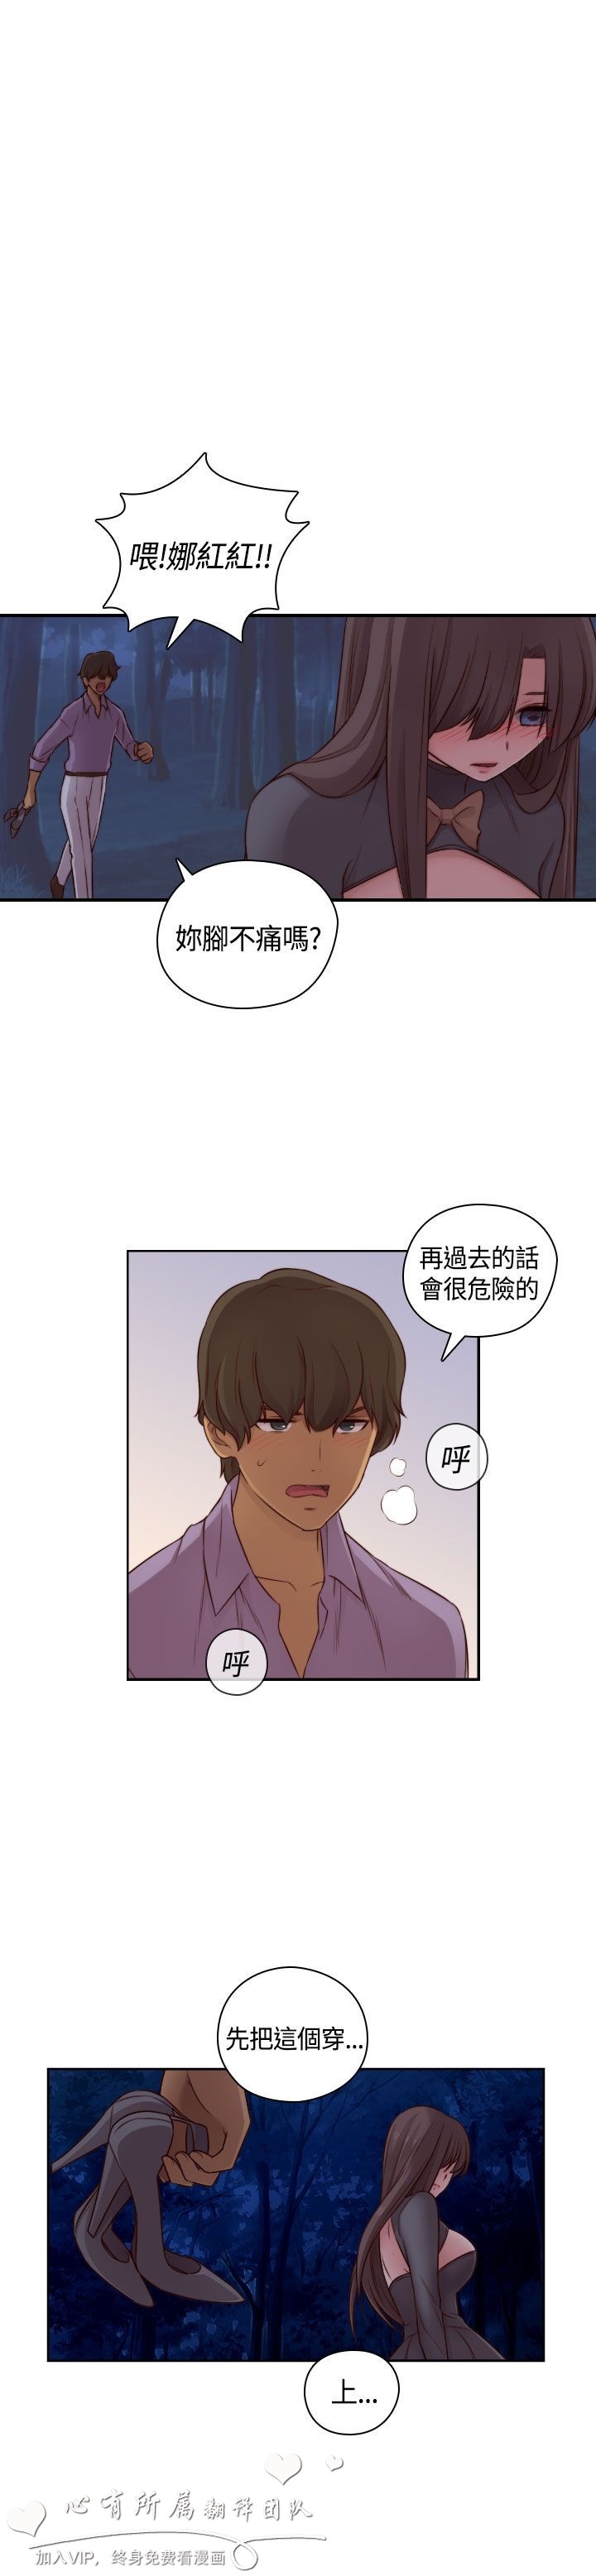 喂!娜紅紅!!
妳腳不痛嗎?
再過去的話
會很危險的
呼
呼
先把這個穿...
上...
心有所属翻译团队
加入VIP，终身免费看漫画